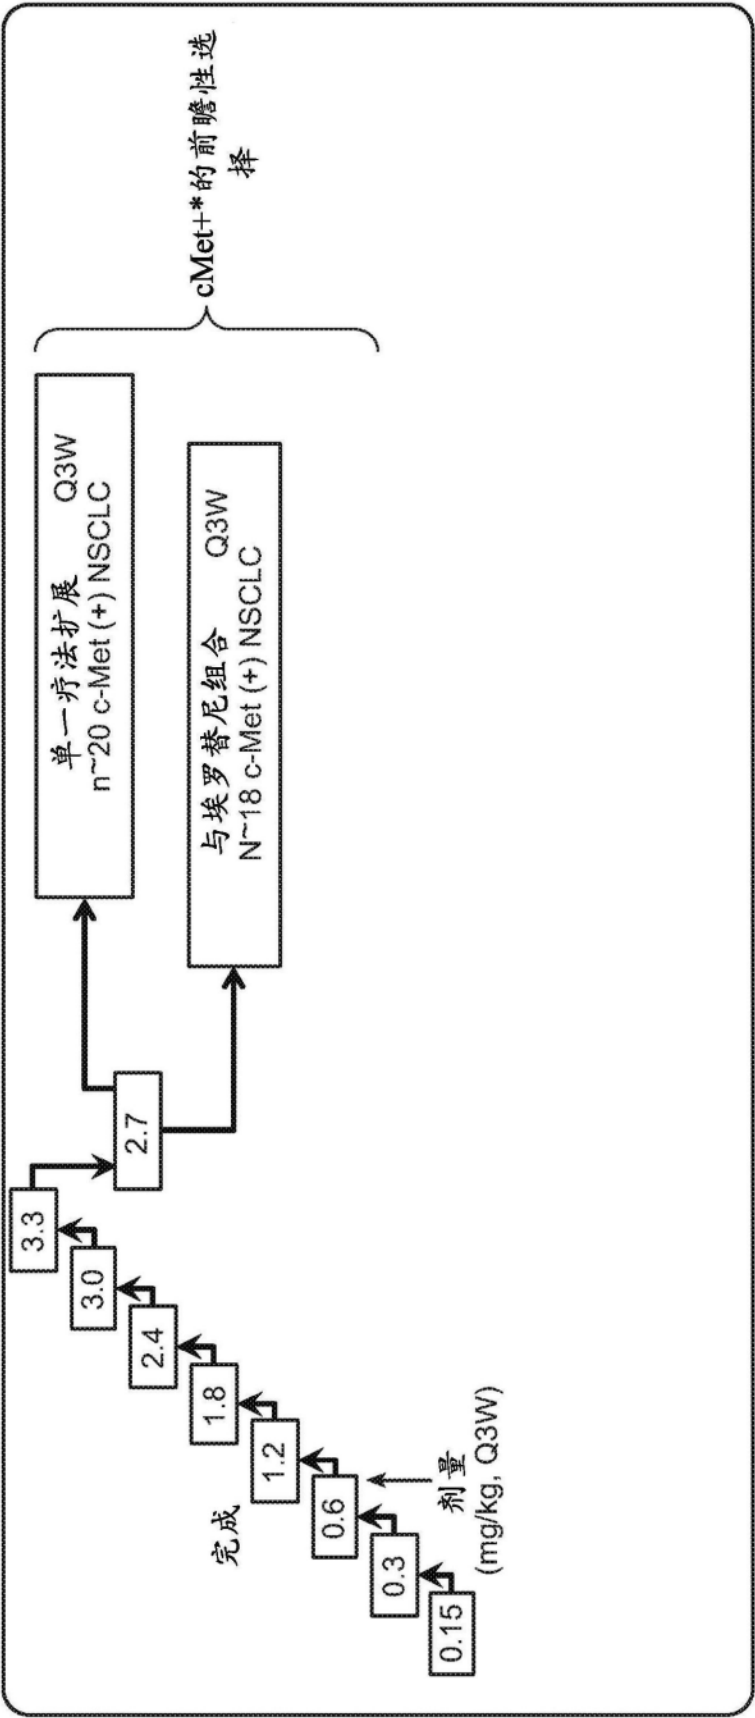 完成
0.15
0.3
0.6
1.2
1.8
2.4
3.0
3.3
2.7
剂量
(mg/kg, Q3W)
单一疗法扩展 Q3W
n~20 c-Met (+) NSCLC
与埃罗替尼组合 Q3W
N~18 c-Met (+) NSCLC
cMet+*的前瞻性选
择